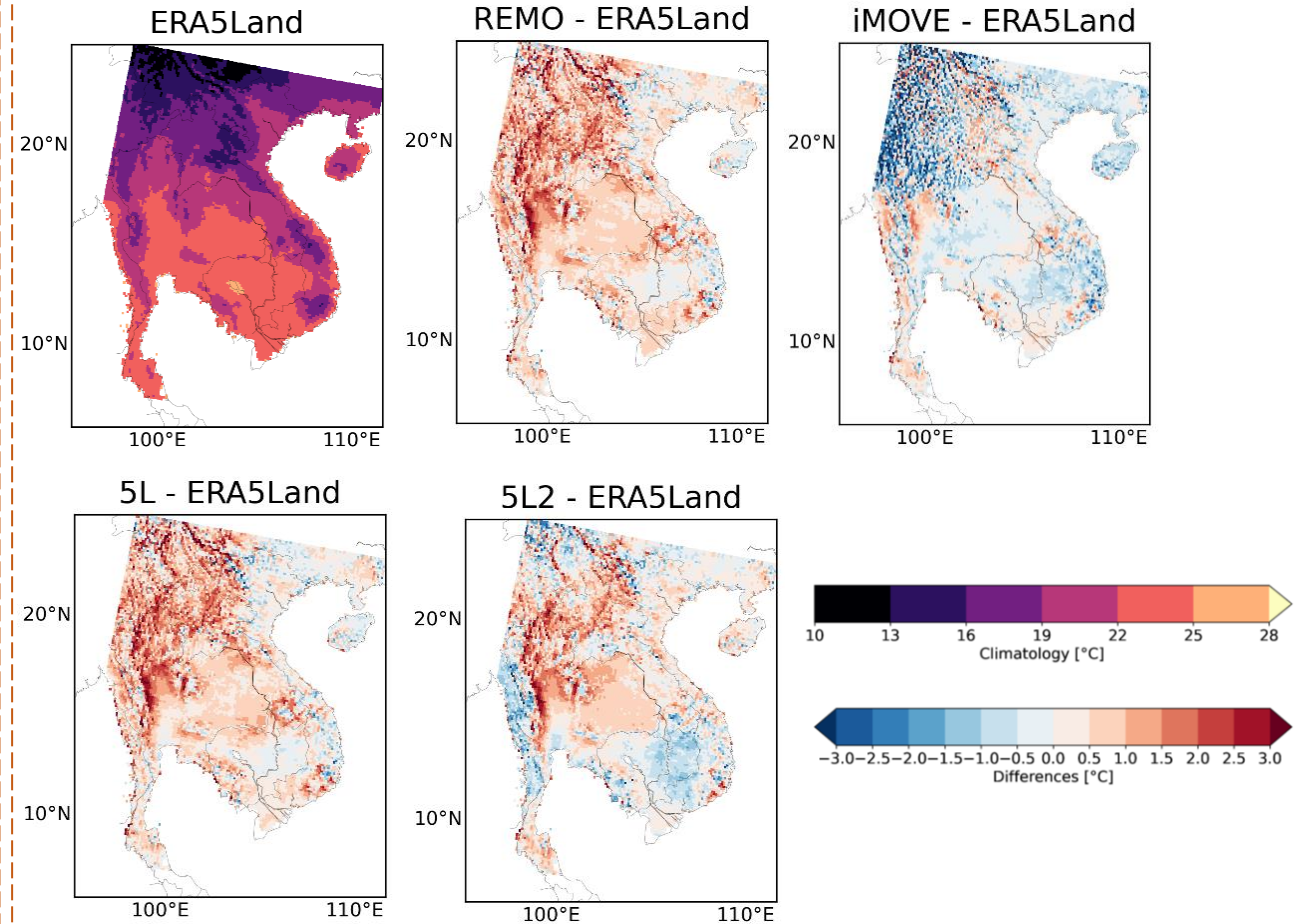 ERA5Land
REMO - ERA5Land
iMOVE - ERA5Land
20°N
10°N
100°E
110°E
20°N
10°N
100°E
110°E
20°N
10°N
100°E
110°E
5L - ERA5Land
5L2 - ERA5Land
20°N
10°N
100°E
110°E
20°N
10°N
100°E
110°E
10 13 16 19 22 25 28
Climatology [°C]
−3.0−2.5−2.0−1.5−1.0−0.5 0.0 0.5 1.0 1.5 2.0 2.5 3.0
Differences [°C]